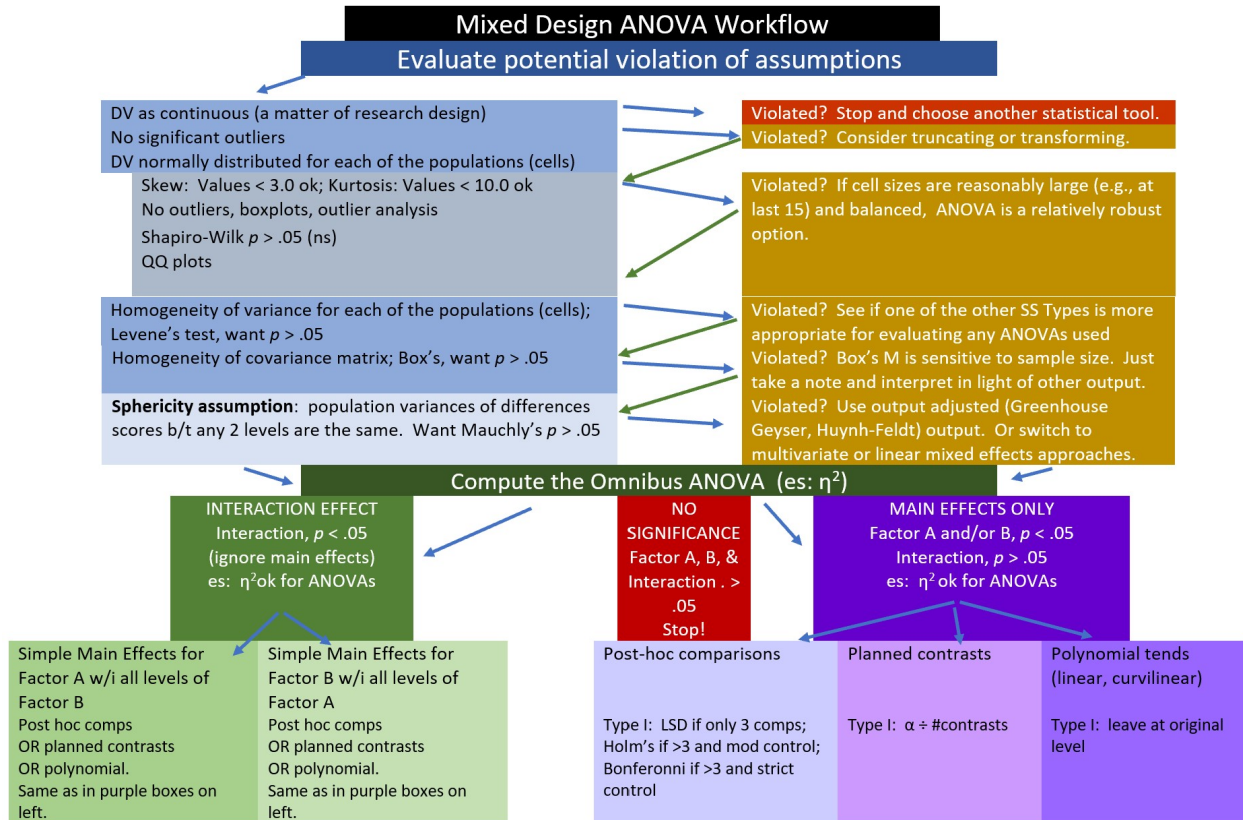 Mixed Design ANOVA Workflow
Evaluate potential violation of assumptions
DV as continuous (a matter of research design)
No significant outliers
DV normally distributed for each of the populations (cells)
Violated? Stop and choose another statistical tool.
Violated? Consider truncating or transforming.
Skew: Values < 3.0 ok; Kurtosis: Values < 10.0 ok
No outliers, boxplots, outlier analysis
Shapiro-Wilk p > .05 (ns)
QQ plots
Violated? If cell sizes are reasonably large (e.g., at
last 15) and balanced, ANOVA is a relatively robust
option.
Homogeneity of variance for each of the populations (cells);
Levene's test, want p > .05
Homogeneity of covariance matrix; Box's, want p > .05
Violated? See if one of the other SS Types is more
appropriate for evaluating any ANOVAs used
Violated? Box's M is sensitive to sample size. Just
take a note and interpret in light of other output.
Sphericity assumption: population variances of differences
scores b/t any 2 levels are the same. Want Mauchly's p > .05
Violated? Use output adjusted (Greenhouse
Geyser, Huynh-Feldt) output. Or switch to
multivariate or linear mixed effects approaches.
Compute the Omnibus ANOVA (es: η²)
INTERACTION EFFECT
Interaction, p < .05
(ignore main effects)
es: η² ok for ANOVAs
NO
SIGNIFICANCE
Factor A, B, &
Interaction . >
.05
Stop!
MAIN EFFECTS ONLY
Factor A and/or B, p < .05
Interaction, p > .05
es: η² ok for ANOVAs
Simple Main Effects for
Factor A w/i all levels of
Factor B
Post hoc comps
OR planned contrasts
OR polynomial.
Same as in purple boxes on
left.
Simple Main Effects for
Factor B w/i all levels of
Factor A
Post hoc comps
OR planned contrasts
OR polynomial.
Same as in purple boxes on
left.
Post-hoc comparisons
Type I: LSD if only 3 comps;
Holm's if >3 and mod control;
Bonferonni if >3 and strict
control
Planned contrasts
Type I: α ÷ #contrasts
Polynomial tends
(linear, curvilinear)
Type I: leave at original
level